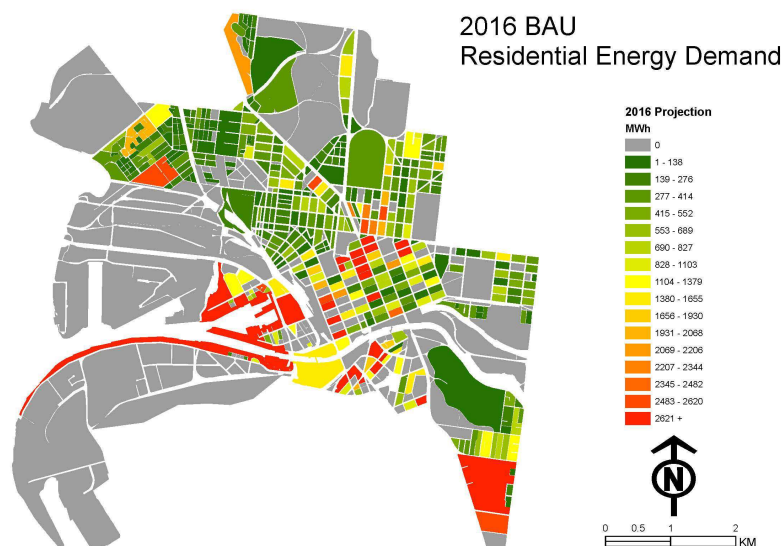 2016 BAU
Residential Energy Demand
2016 Projection
MWh
0
1 - 138
139 - 276
277 - 414
415 - 552
553 - 689
690 - 827
828 - 1103
1104 - 1379
1380 - 1655
1656 - 1930
1931 - 2068
2069 - 2206
2207 - 2344
2345 - 2482
2483 - 2620
2621 +
N
0 0.5 1 2
KM